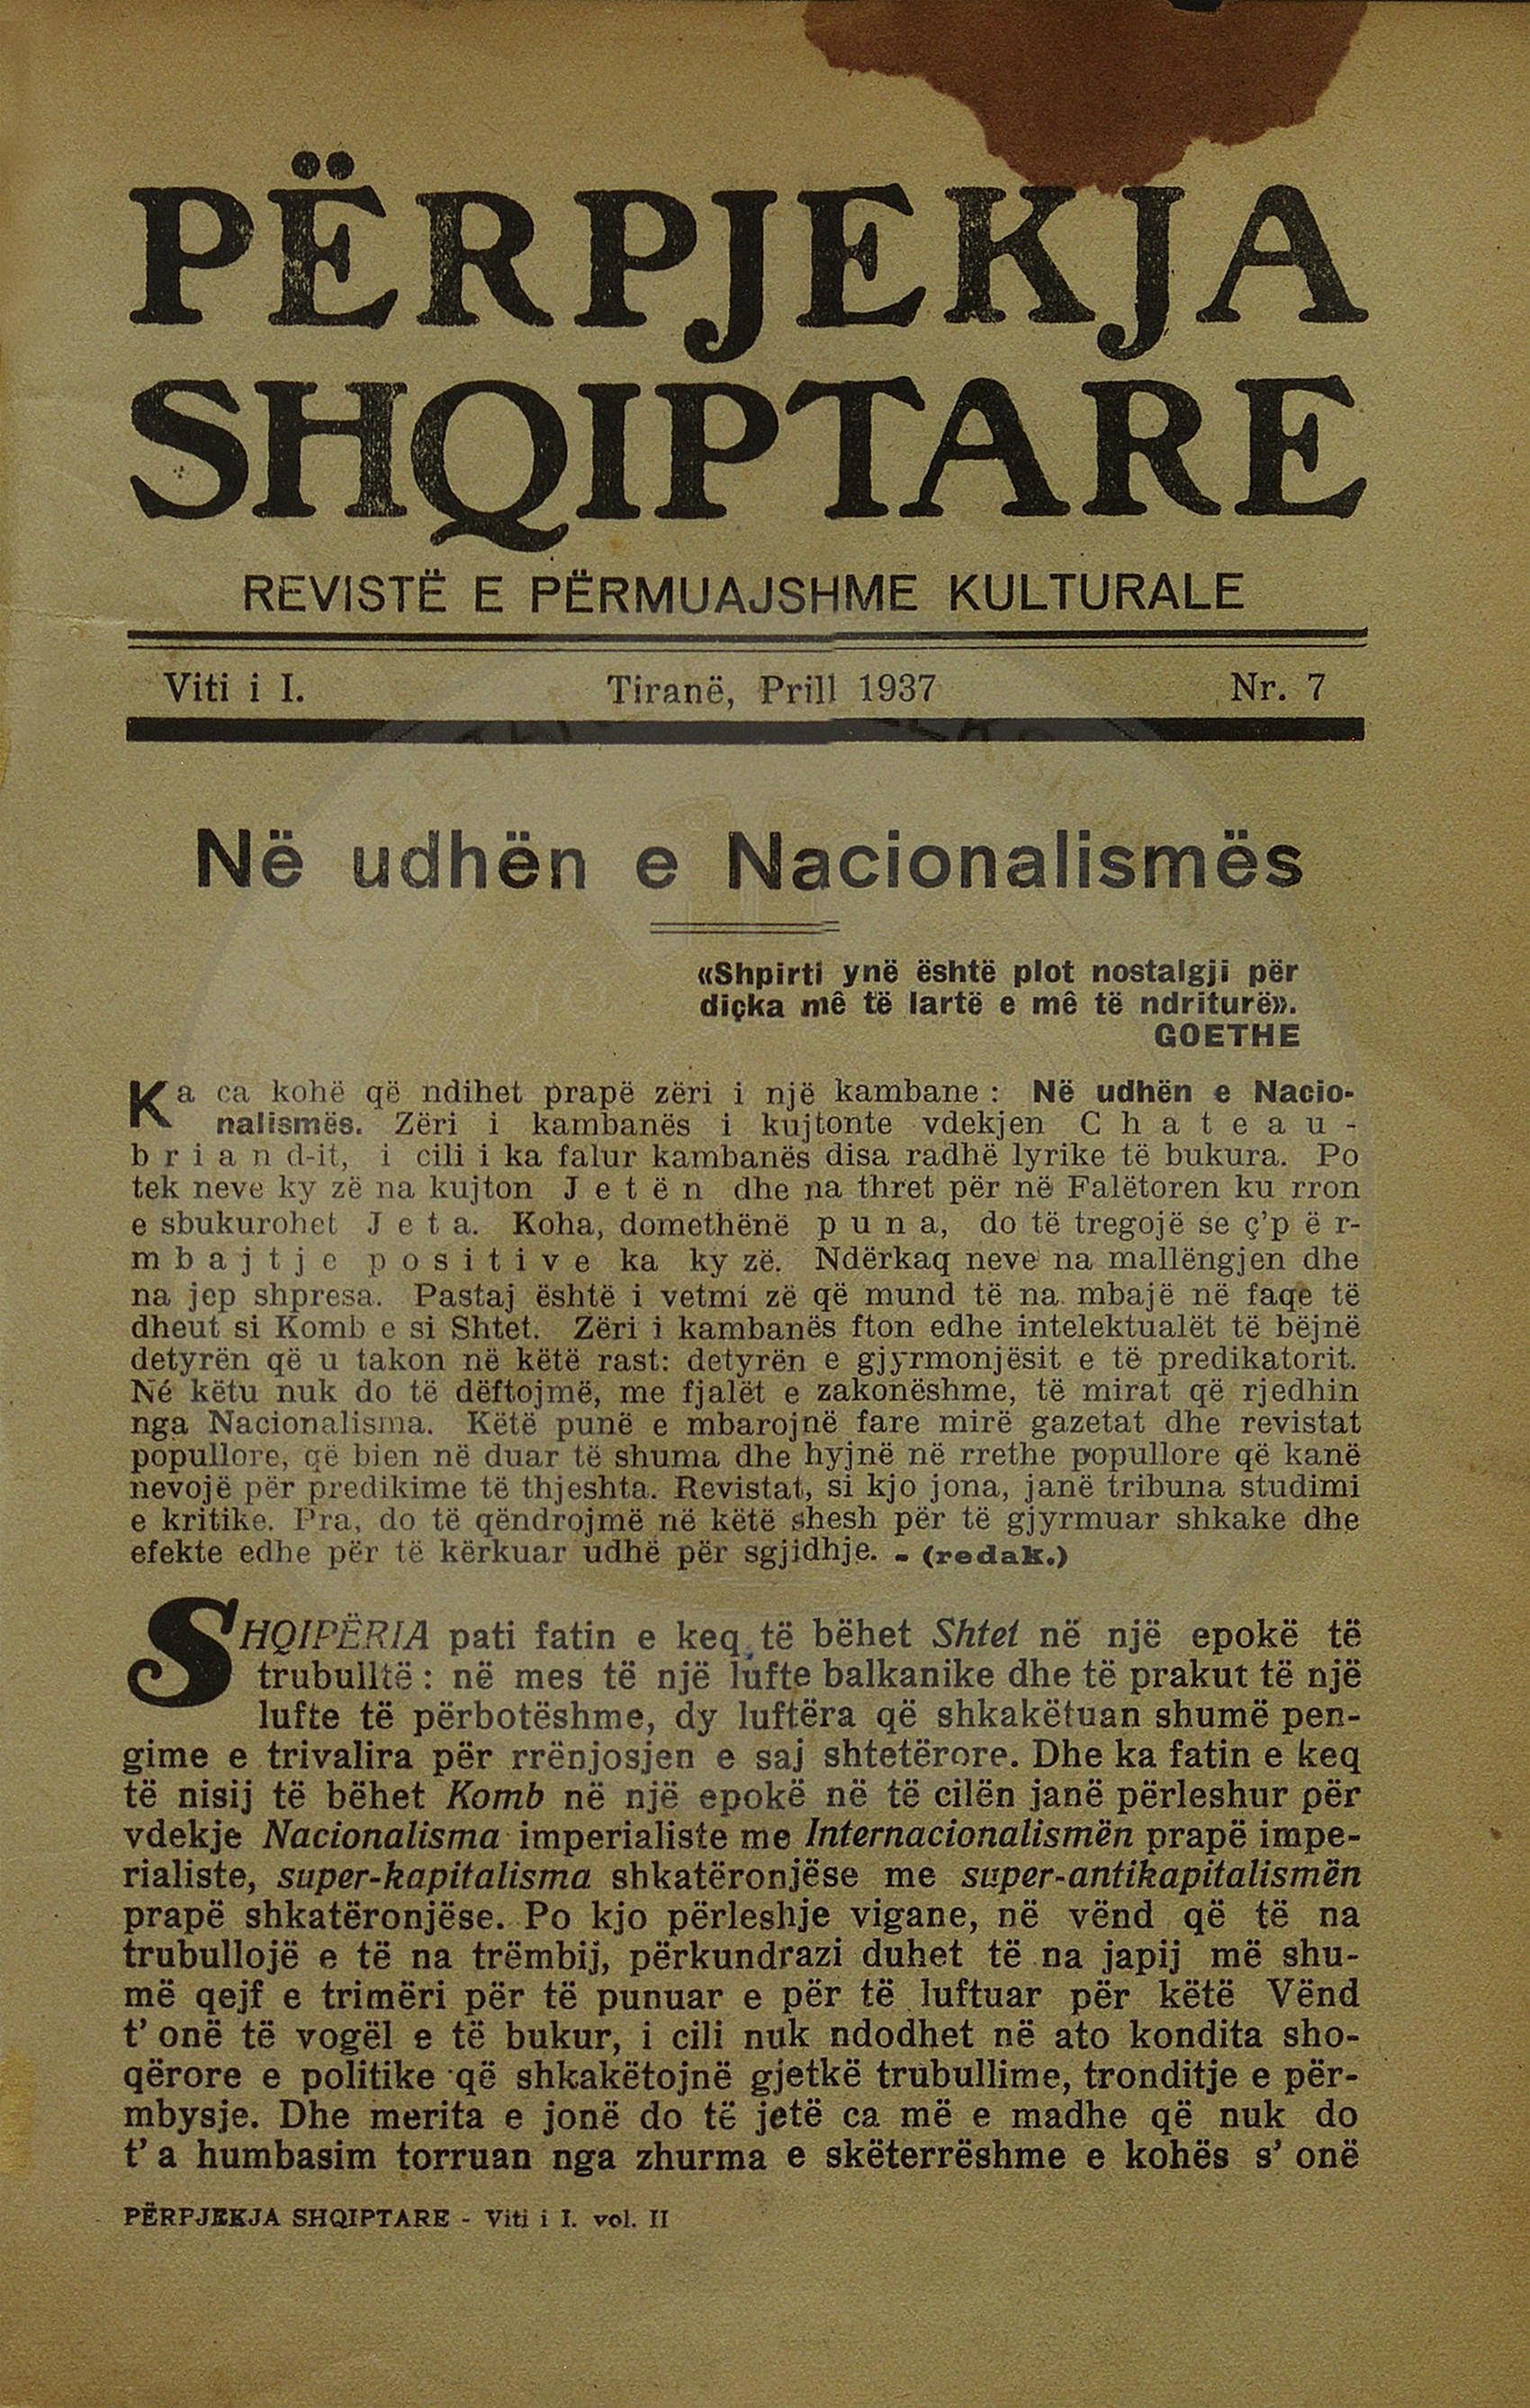 PËRPJEKJA
SHQIPTARE
REVISTË E PËRMUAJSHME KULTURALE
Viti i I. Tiranë, Prill 1937 Nr. 7
Në udhën e Nacionalismës
«Shpirti ynë është plot nostalgji për
diçka mê të lartë e mê të ndriturë».
GOETHE
Ka ca kohë që ndihet prapë zëri i një kambane : Në udhën e Nacio-
nalismës. Zëri i kambanës i kujtonte vdekjen Chateau-
briand-it, i cili i ka falur kambanës disa radhë lyrike të bukura. Po
tek neve ky zë na kujton Jetën dhe na thret për në Falëtoren ku rron
e sbukurohet Jeta. Koha, domethënë puna, do të tregojë se ç'për-
mbajtje positive ka ky zë. Ndërkaq neve na mallëngjen dhe
na jep shpresa. Pastaj është i vetmi zë që mund të na mbajë në faqe të
dheut si Komb e si Shtet. Zëri i kambanës fton edhe intelektualët të bëjnë
detyrën që u takon në këtë rast: detyrën e gjyrmonjësit e të predikatorit.
Né këtu nuk do të dëftojmë, me fjalët e zakonëshme, të mirat që rjedhin
nga Nacionalisma. Këtë punë e mbarojnë fare mirë gazetat dhe revistat
popullore, që bien në duar të shuma dhe hyjnë në rrethe popullore që kanë
nevojë për predikime të thjeshta. Revistat, si kjo jona, janë tribuna studimi
e kritike. Pra, do të qëndrojmë në këtë shesh për të gjyrmuar shkake dhe
efekte edhe për të kërkuar udhë për sgjidhje. - (redak.)
SHQIPËRIA pati fatin e keq të bëhet Shtet në një epokë të
trubulltë : në mes të një lufte balkanike dhe të prakut të një
lufte të përbotëshme, dy luftëra që shkakëtuan shumë pen-
gime e trivalira për rrënjosjen e saj shtetërore. Dhe ka fatin e keq
të nisij të bëhet Komb në një epokë në të cilën janë përleshur për
vdekje Nacionalisma imperialiste me Internacionalismën prapë impe-
rialiste, super-kapitalisma shkatëronjëse me super-antikapitalismën
prapë shkatëronjëse. Po kjo përleshje vigane, në vënd që të na
trubullojë e të na trëmbij, përkundrazi duhet të na japij më shu-
më qejf e trimëri për të punuar e për të luftuar për këtë Vënd
t' onë të vogël e të bukur, i cili nuk ndodhet në ato kondita sho-
qërore e politike që shkakëtojnë gjetkë trubullime, tronditje e për-
mbysje. Dhe merita e jonë do të jetë ca më e madhe që nuk do
t' a humbasim torruan nga zhurma e skëterrëshme e kohës s' onë
PËRPJEKJA SHQIPTARE - Viti i I. vol. II